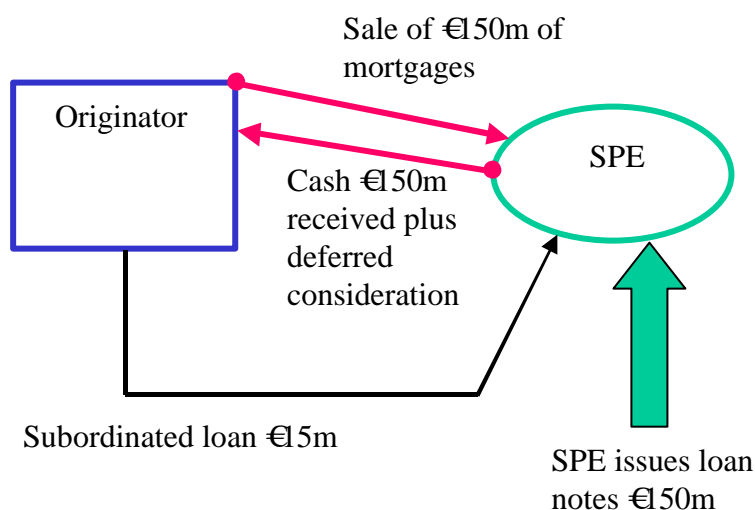 Sale of €150m of
mortgages
Originator
SPE
Cash €150m
received plus
deferred
consideration
Subordinated loan €15m
SPE issues loan
notes €150m